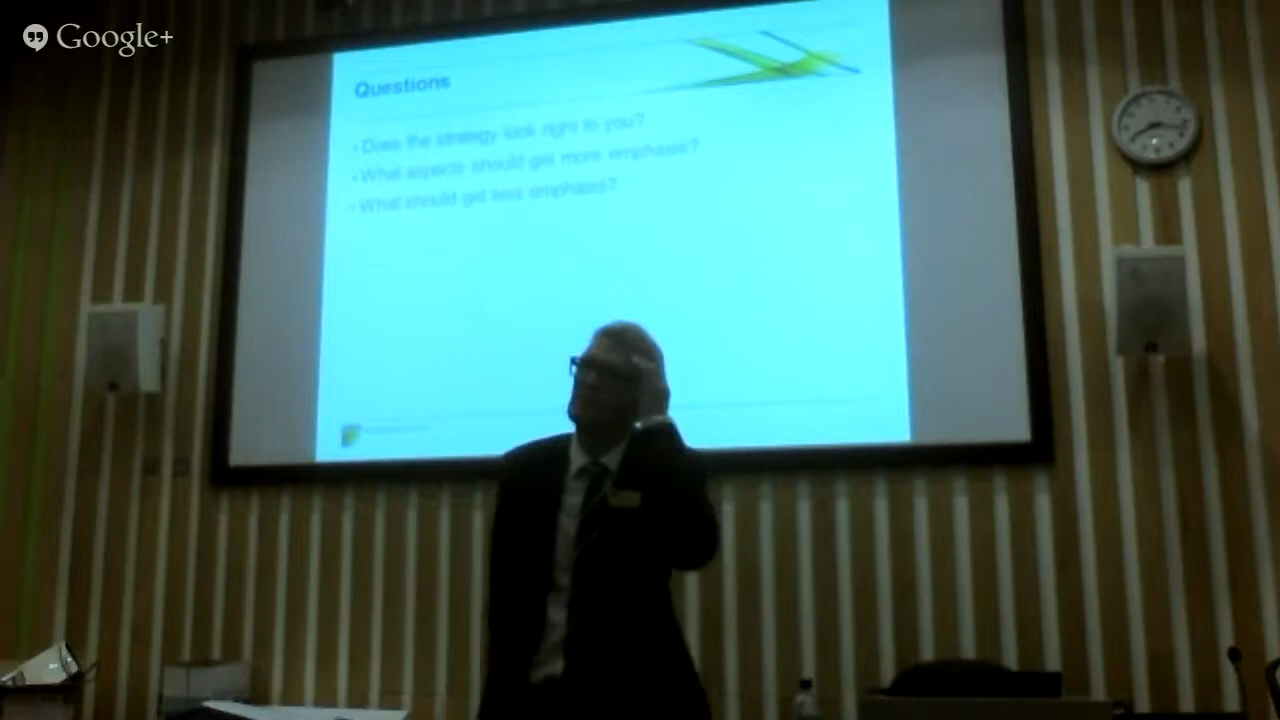 Google+
Questions
• Does the strategy look right to you?
• What aspects should get more emphasis?
• What should get less emphasis?